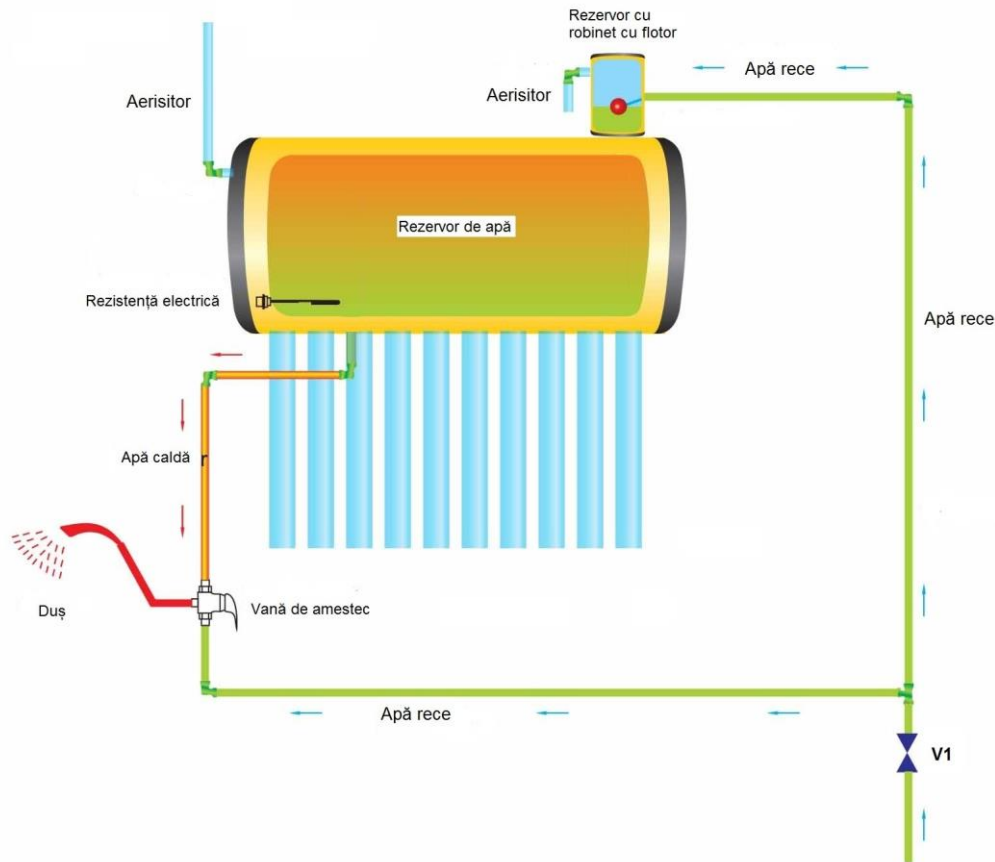 Rezervor cu
robinet cu flotor
Apă rece
Aerisitor
Aerisitor
Rezervor de apă
Rezistență electrică
Apă rece
Apă caldă
Duș
Vană de amestec
Apă rece
V1